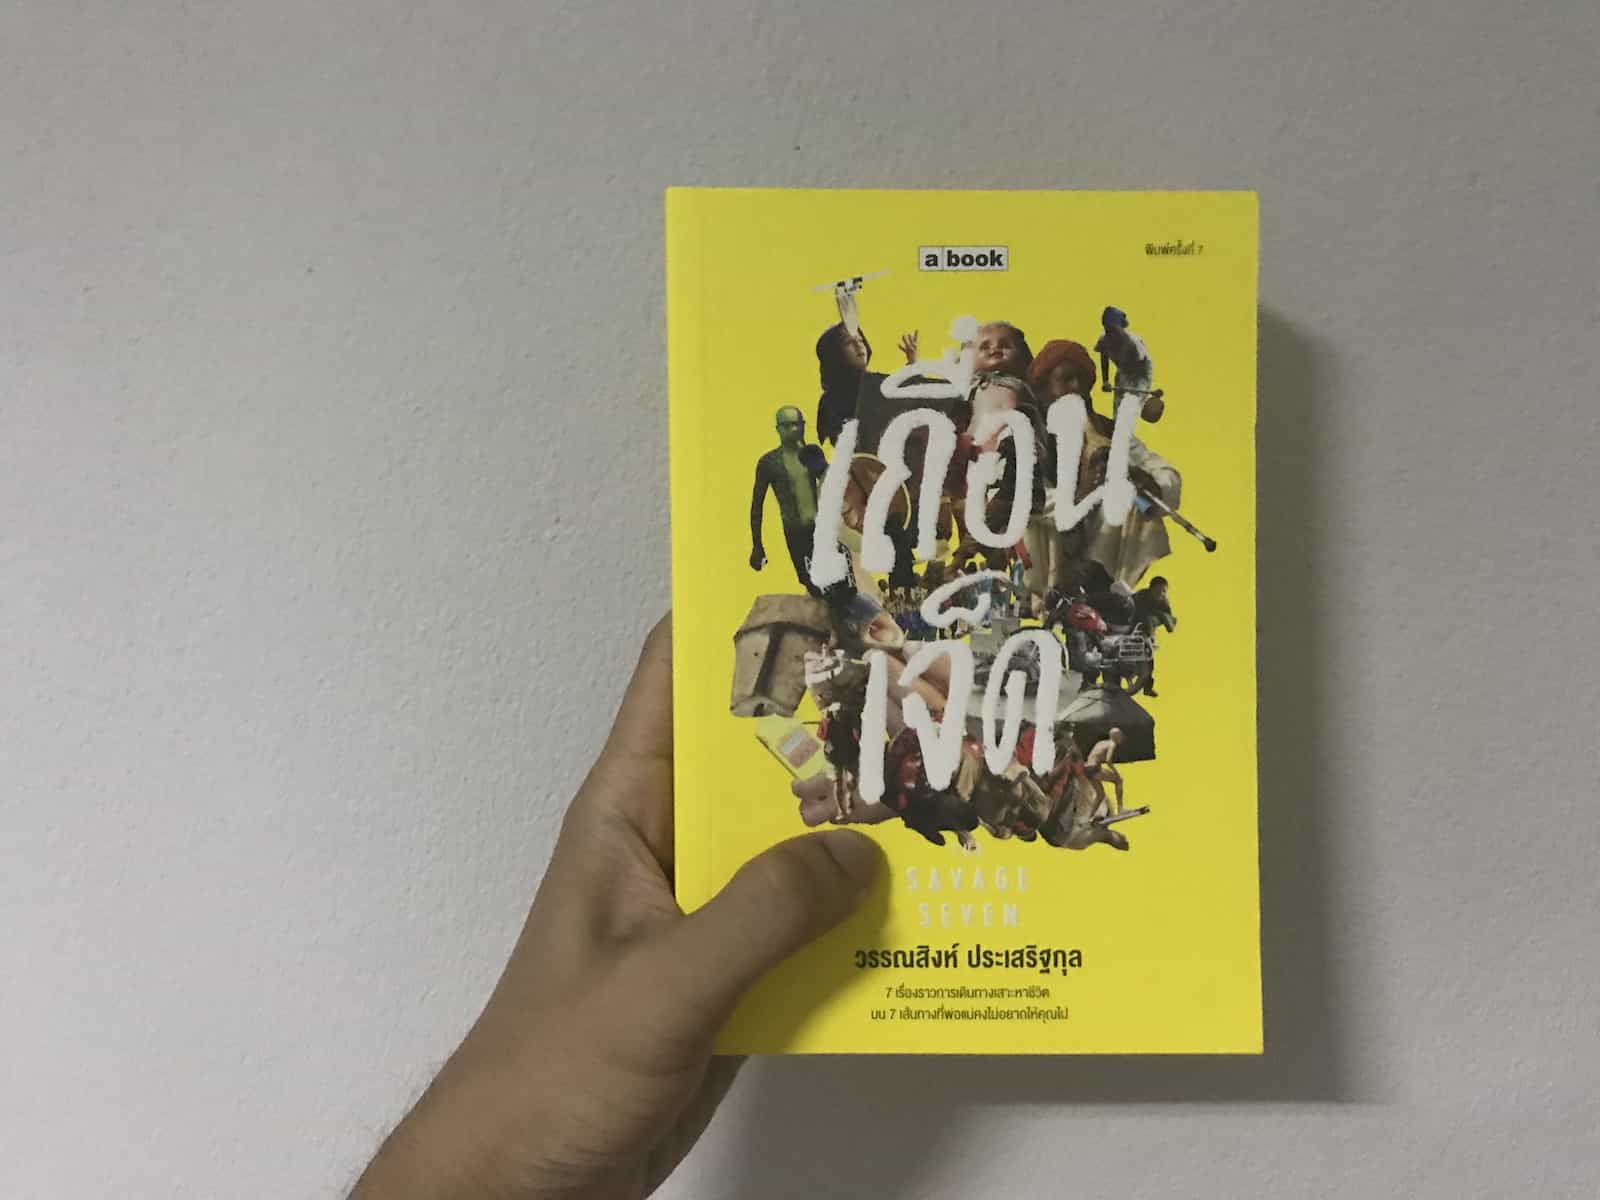 a book
พิมพ์ครั้งที่ 7
เถื่อน
เจ็ด
THE
SAVAGE
SEVEN
วรรณสิงห์ ประเสริฐกุล
7 เรื่องราวการเดินทางเสาะหาชีวิต
บน 7 เส้นทางที่พ่อแม่คงไม่อยากให้คุณไป